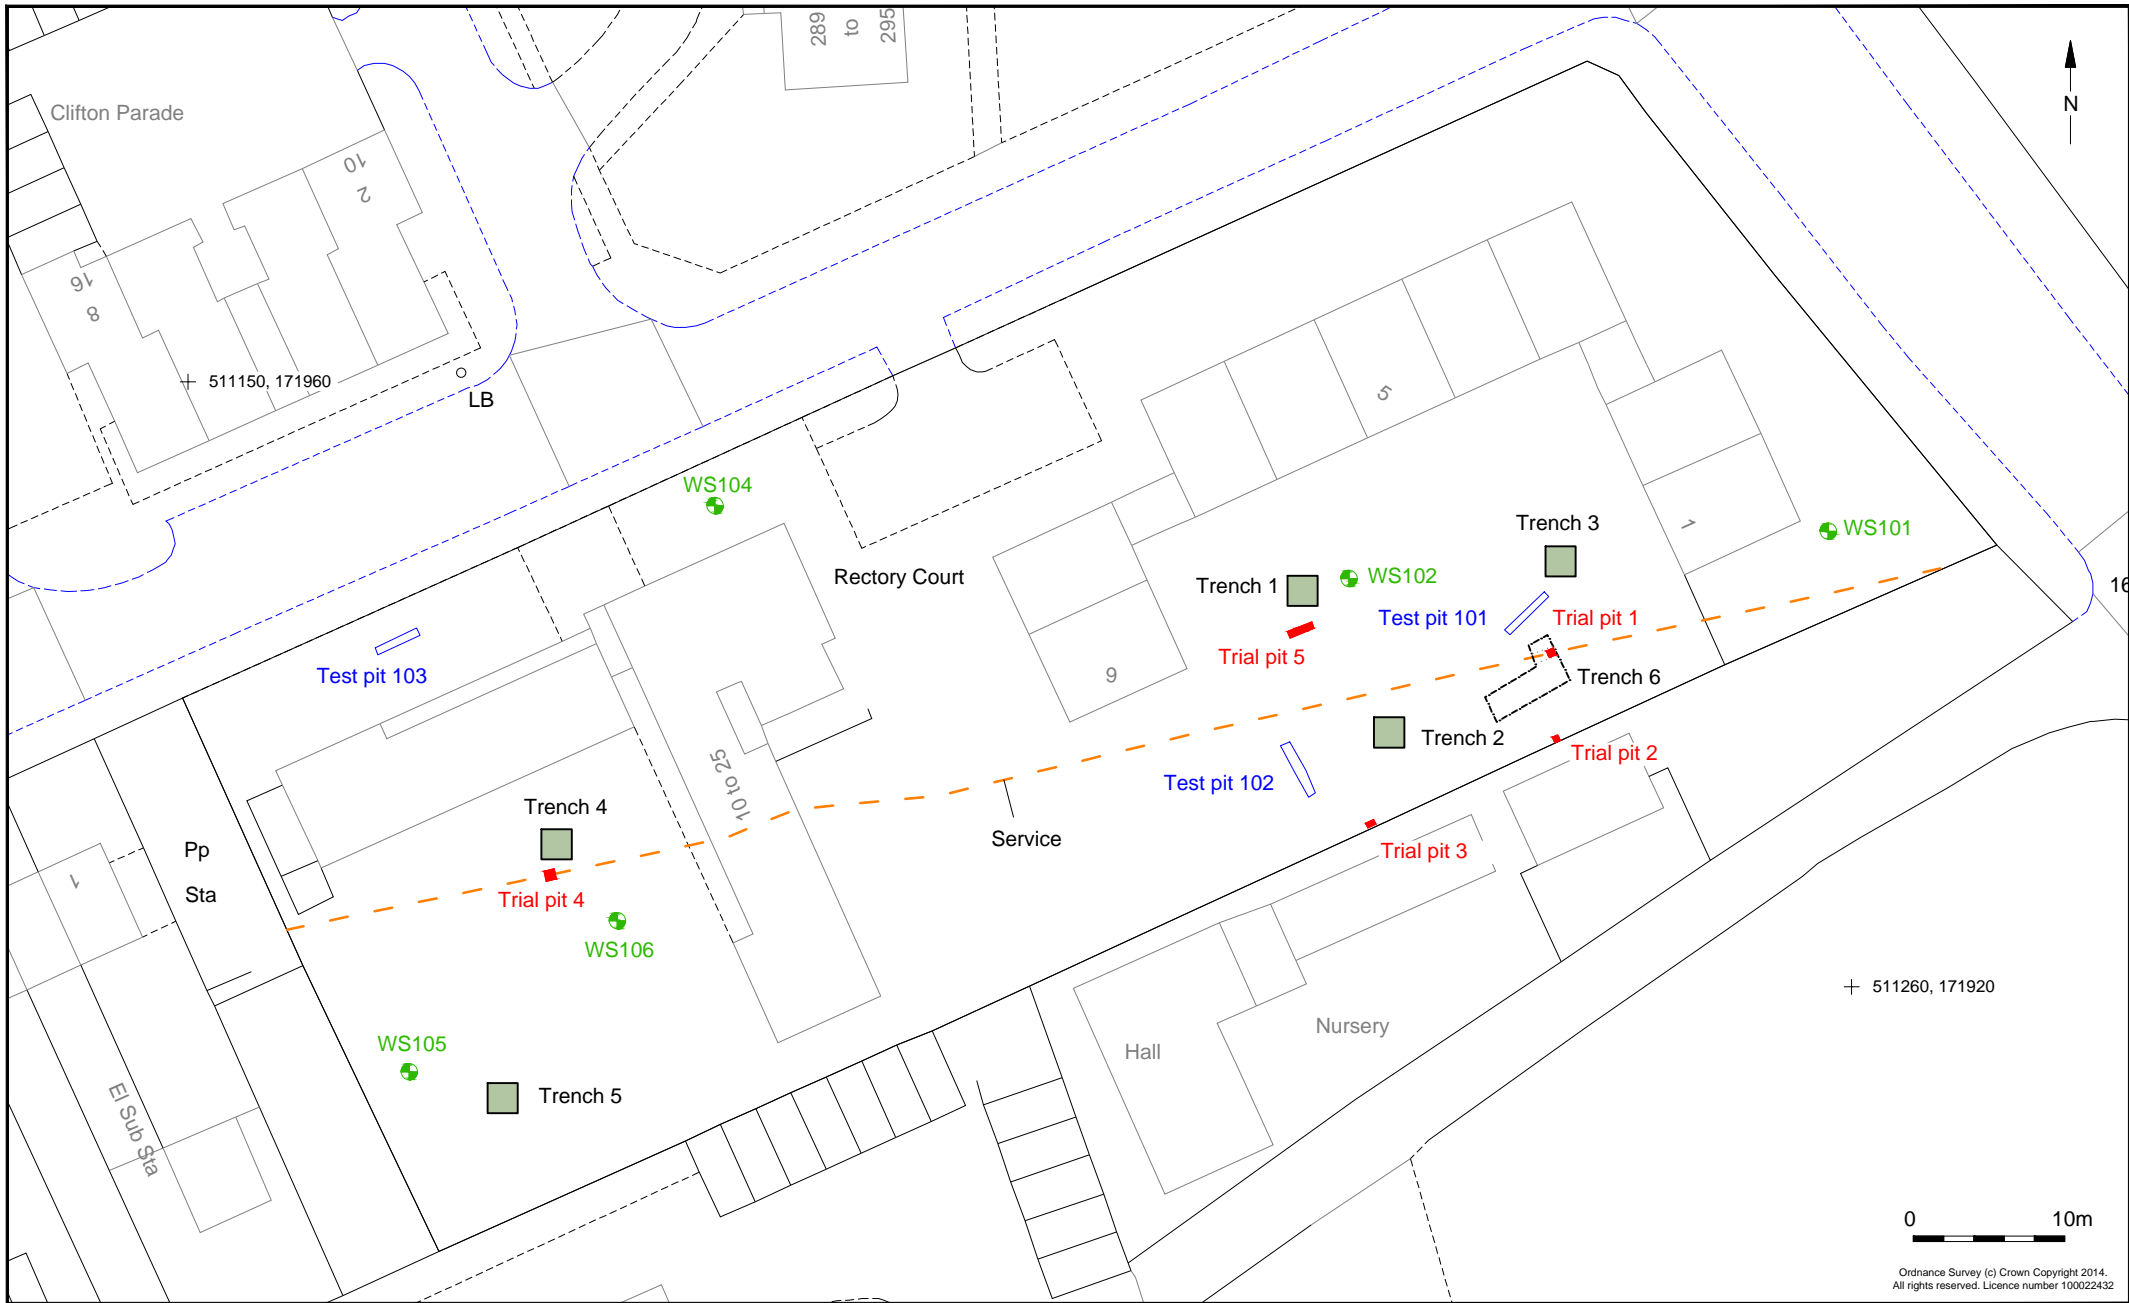 289
to
295
Clifton Parade
N
10
2
16
8
511150, 171960
LB
5
WS104
Trench 3
1
WS101
Rectory Court
Trench 1
WS102
16
Test pit 101
Trial pit 1
Trial pit 5
Test pit 103
9
Trench 6
Trench 2
Trial pit 2
10 to 25
Test pit 102
Trench 4
Service
Pp
Sta
1
Trial pit 3
Trial pit 4
WS106
511260, 171920
Nursery
WS105
Hall
Trench 5
El Sub Sta
0 10m
Ordnance Survey (c) Crown Copyright 2014.
All rights reserved. Licence number 100022432